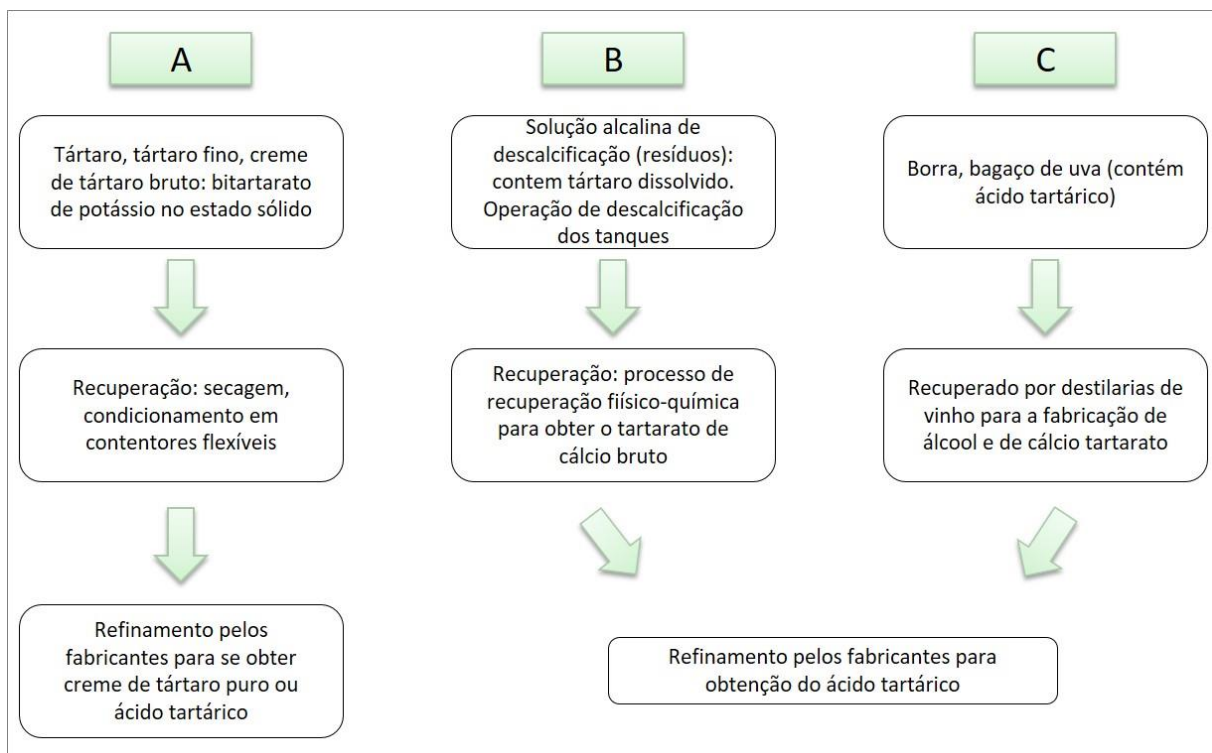 A
B
C
Tártaro, tártaro fino, creme
de tártaro bruto: bitartarato
de potássio no estado sólido
Solução alcalina de
descalcificação (resíduos):
contem tártaro dissolvido.
Operação de descalcificação
dos tanques
Borra, bagaço de uva (contém
ácido tartárico)
Recuperação: secagem,
condicionamento em
contentores flexíveis
Recuperação: processo de
recuperação fiísico-química
para obter o tartarato de
cálcio bruto
Recuperado por destilarias de
vinho para a fabricação de
álcool e de cálcio tartarato
Refinamento pelos
fabricantes para se obter
creme de tártaro puro ou
ácido tartárico
Refinamento pelos fabricantes para
obtenção do ácido tartárico